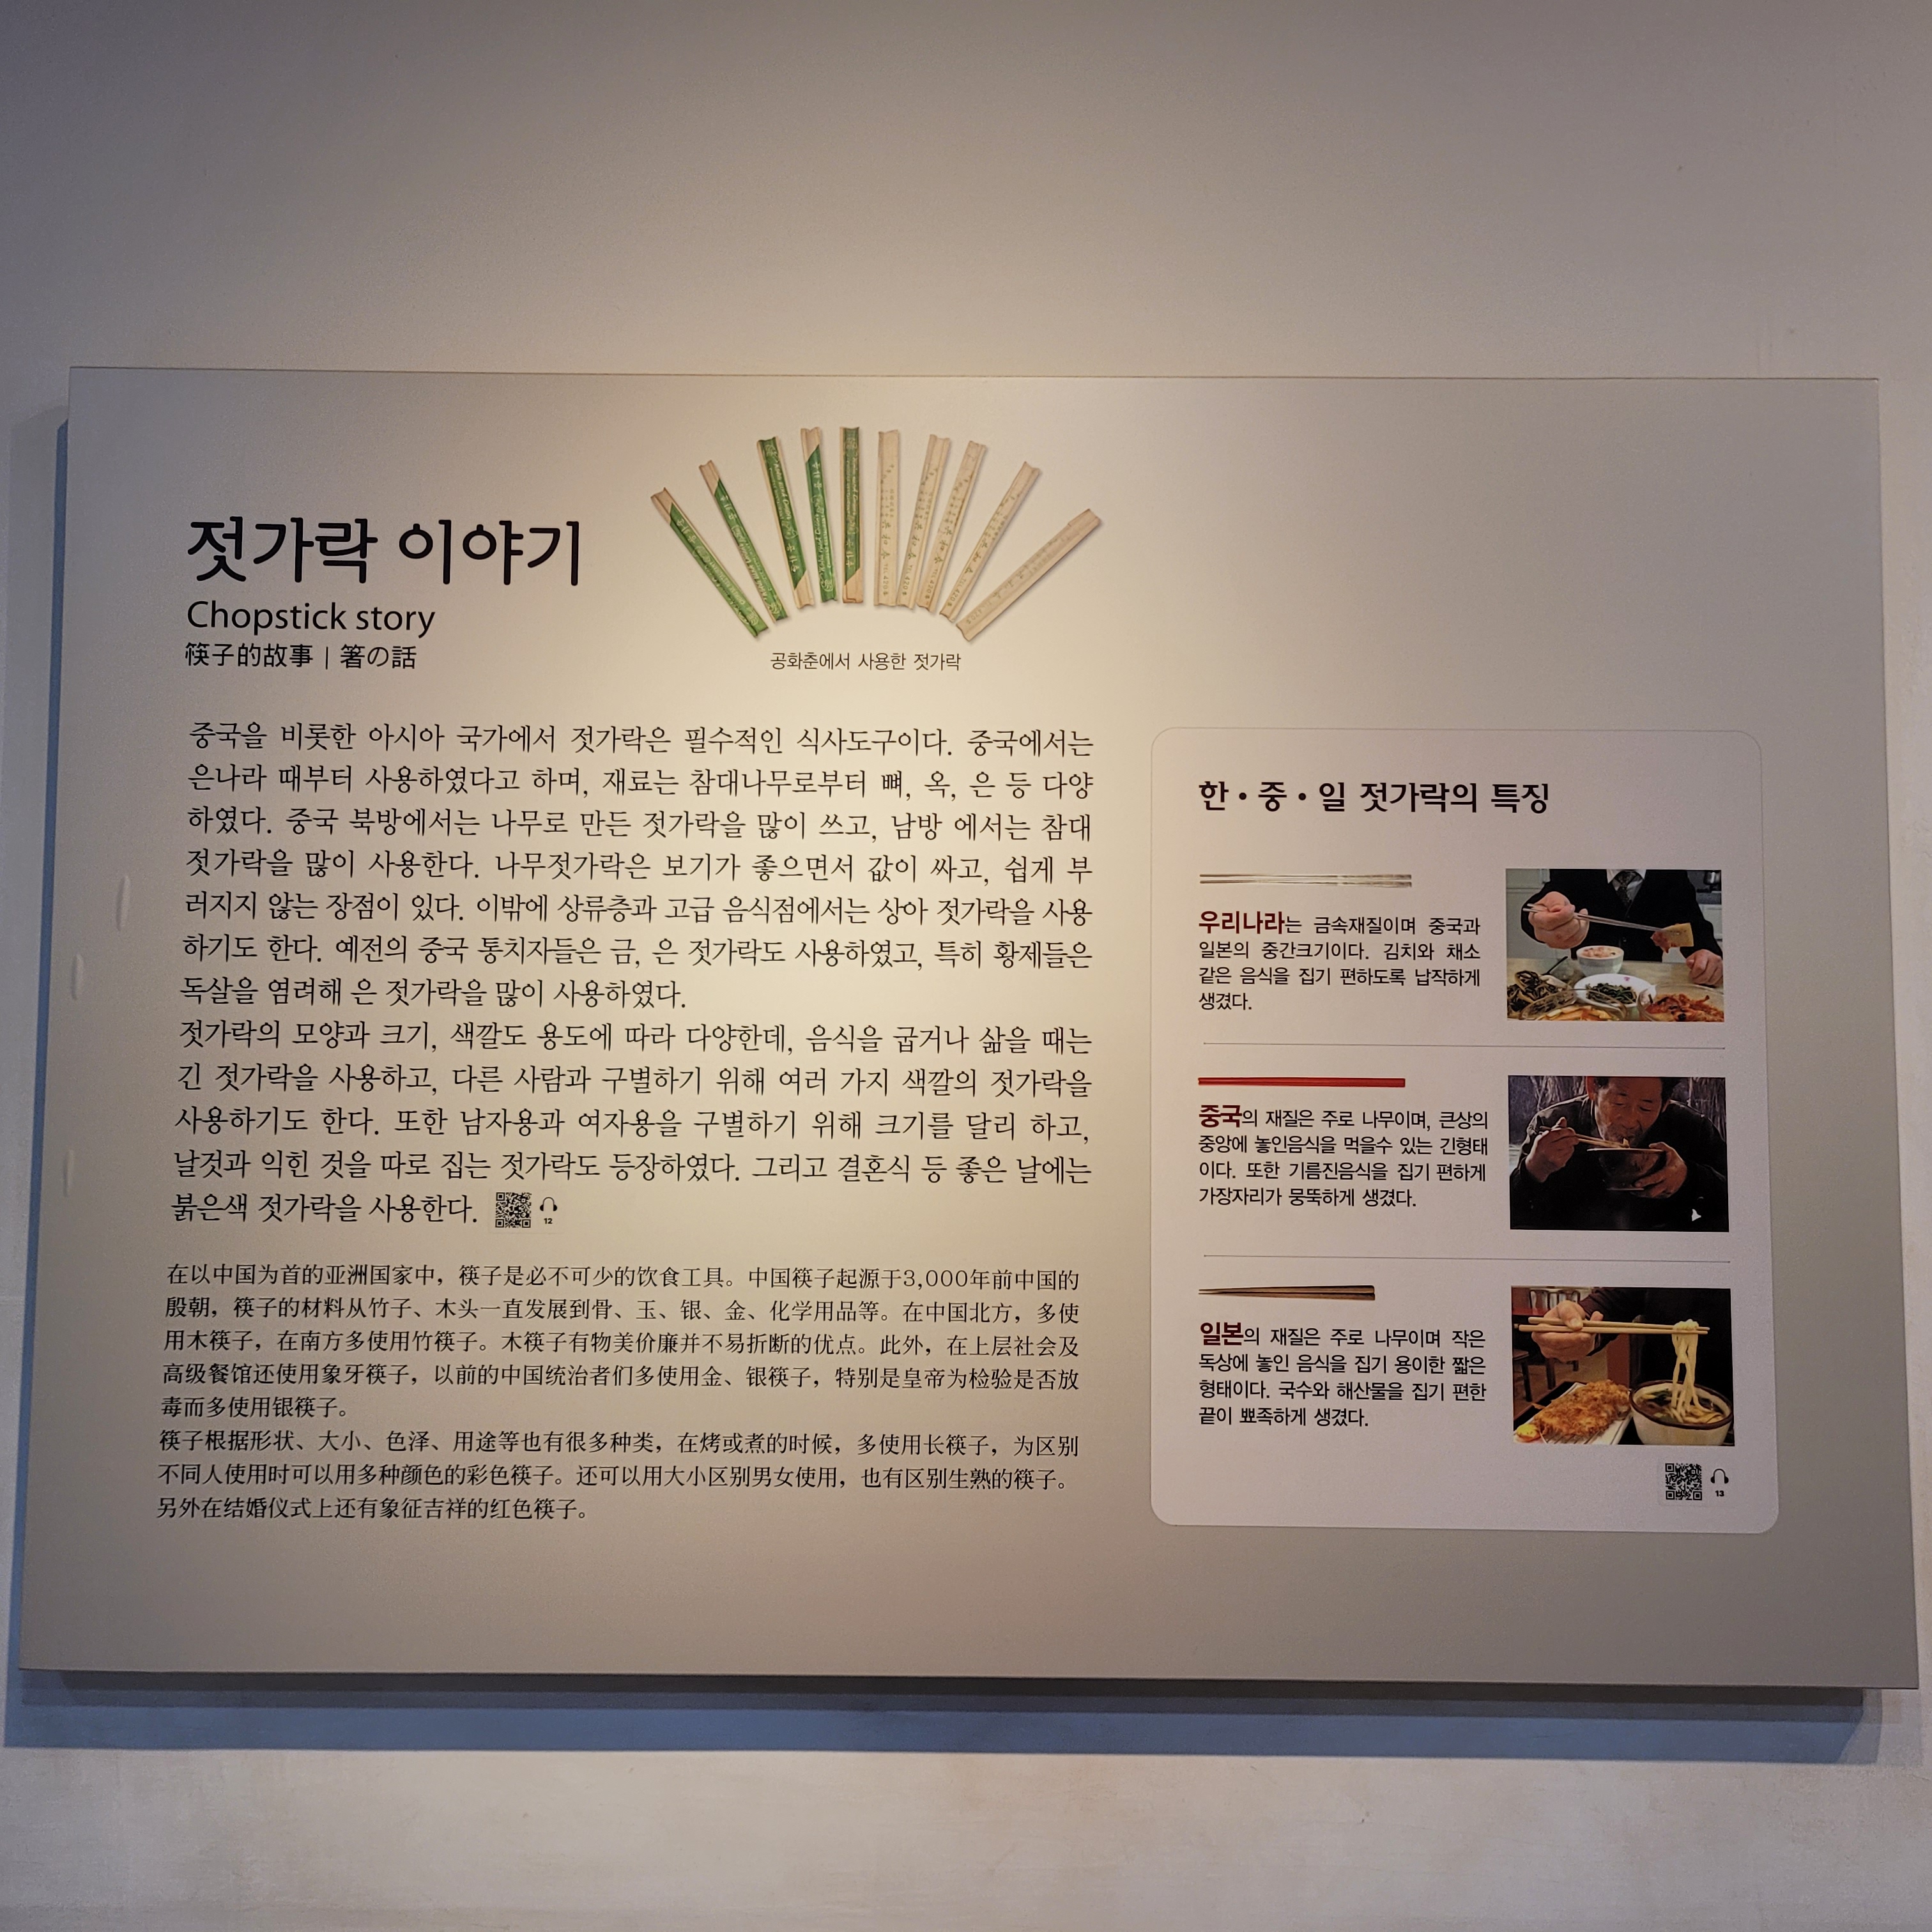 젓가락 이야기
Chopstick story
筷子的故事 | 箸の話
공화춘에서 사용한 젓가락
중국을 비롯한 아시아 국가에서 젓가락은 필수적인 식사도구이다. 중국에서는
은나라 때부터 사용하였다고 하며, 재료는 참대나무로부터 뼈, 옥, 은 등 다양
하였다. 중국 북방에서는 나무로 만든 젓가락을 많이 쓰고, 남방 에서는 참대
젓가락을 많이 사용한다. 나무젓가락은 보기가 좋으면서 값이 싸고, 쉽게 부
러지지 않는 장점이 있다. 이밖에 상류층과 고급 음식점에서는 상아 젓가락을 사용
하기도 한다. 예전의 중국 통치자들은 금, 은 젓가락도 사용하였고, 특히 황제들은
독살을 염려해 은 젓가락을 많이 사용하였다.
젓가락의 모양과 크기, 색깔도 용도에 따라 다양한데, 음식을 굽거나 삶을 때는
긴 젓가락을 사용하고, 다른 사람과 구별하기 위해 여러 가지 색깔의 젓가락을
사용하기도 한다. 또한 남자용과 여자용을 구별하기 위해 크기를 달리 하고,
날것과 익힌 것을 따로 집는 젓가락도 등장하였다. 그리고 결혼식 등 좋은 날에는
붉은색 젓가락을 사용한다.
12
在以中国为首的亚洲国家中，筷子是必不可少的饮食工具。中国筷子起源于3,000年前中国的
殷朝，筷子的材料从竹子、木头一直发展到骨、玉、银、金、化学用品等。在中国北方，多使
用木筷子，在南方多使用竹筷子。木筷子有物美价廉并不易折断的优点。此外，在上层社会及
高级餐馆还使用象牙筷子，以前的中国统治者们多使用金、银筷子，特别是皇帝为检验是否放
毒而多使用银筷子。
筷子根据形状、大小、色泽、用途等也有很多种类，在烤或煮的时候，多使用长筷子，为区别
不同人使用时可以用多种颜色的彩色筷子。还可以用大小区别男女使用，也有区别生熟的筷子。
另外在结婚仪式上还有象征吉祥的红色筷子。
한 • 중 • 일 젓가락의 특징
우리나라는 금속재질이며 중국과
일본의 중간크기이다. 김치와 채소
같은 음식을 집기 편하도록 납작하게
생겼다.
중국의 재질은 주로 나무이며, 큰상의
중앙에 놓인음식을 먹을수 있는 긴형태
이다. 또한 기름진음식을 집기 편하게
가장자리가 뭉뚝하게 생겼다.
일본의 재질은 주로 나무이며 작은
독상에 놓인 음식을 집기 용이한 짧은
형태이다. 국수와 해산물을 집기 편한
끝이 뾰족하게 생겼다.
13